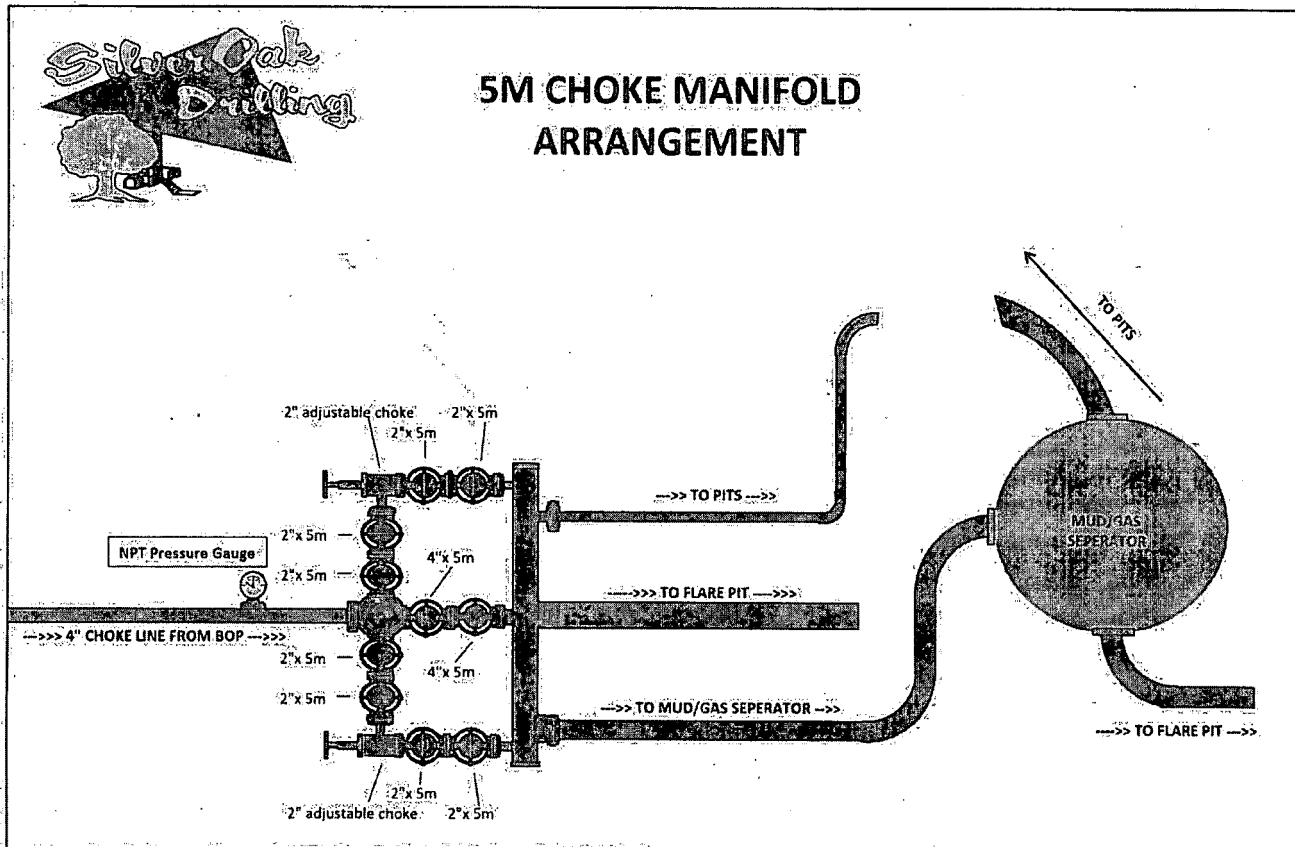 Silver Oak
Drilling
5M CHOKE MANIFOLD
ARRANGEMENT
TO PITS
2" adjustable choke
2"x 5m
2"x 5m
--->> TO PITS --->>
MUD/GAS
SEPERATOR
2"x 5m
NPT Pressure Gauge
2"x 5m
4"x 5m
---->>> TO FLARE PIT --->>>
--->>> 4" CHOKE LINE FROM BOP --->>>
2"x 5m
4"x 5m
2"x 5m
--->> TO MUD/GAS SEPERATOR -->>
---->> TO FLARE PIT --->>
2"x 5m
2" adjustable choke
2"x 5m